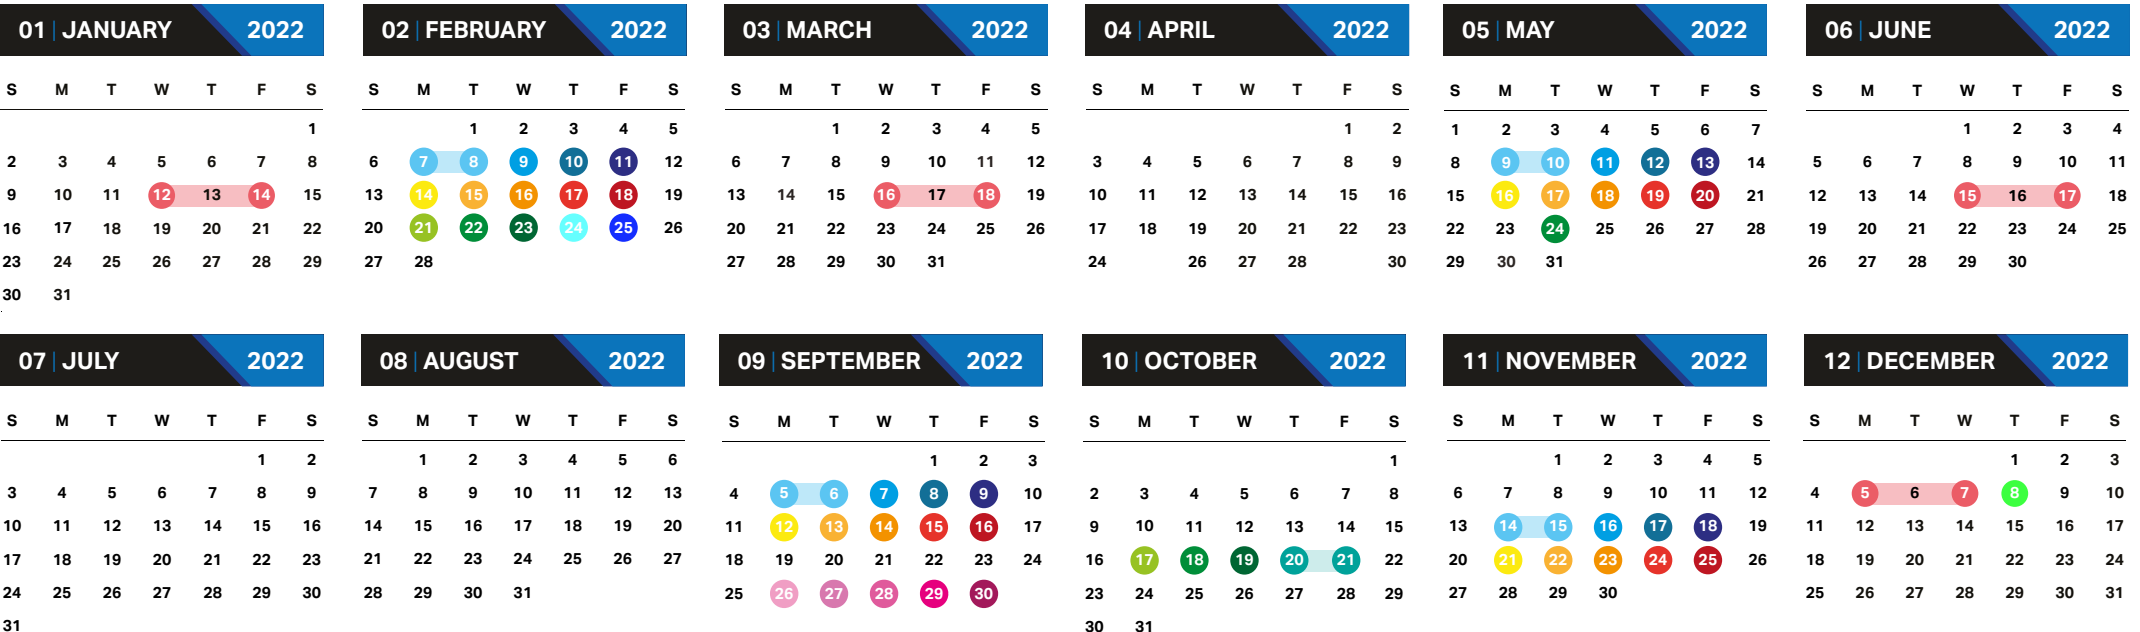 01 | JANUARY 2022
S M T W T F S
1
2 3 4 5 6 7 8
9 10 11 12 13 14 15
16 17 18 19 20 21 22
23 24 25 26 27 28 29
30 31
02 | FEBRUARY 2022
S M T W T F S
1 2 3 4 5
6 7 8 9 10 11 12
13 14 15 16 17 18 19
20 21 22 23 24 25 26
27 28
03 | MARCH 2022
S M T W T F S
1 2 3 4 5
6 7 8 9 10 11 12
13 14 15 16 17 18 19
20 21 22 23 24 25 26
27 28 29 30 31
04 | APRIL 2022
S M T W T F S
1 2
3 4 5 6 7 8 9
10 11 12 13 14 15 16
17 18 19 20 21 22 23
24 26 27 28 30
05 | MAY 2022
S M T W T F S
1 2 3 4 5 6 7
8 9 10 11 12 13 14
15 16 17 18 19 20 21
22 23 24 25 26 27 28
29 30 31
06 | JUNE 2022
S M T W T F S
1 2 3 4
5 6 7 8 9 10 11
12 13 14 15 16 17 18
19 20 21 22 23 24 25
26 27 28 29 30
07 | JULY 2022
S M T W T F S
1 2
3 4 5 6 7 8 9
10 11 12 13 14 15 16
17 18 19 20 21 22 23
24 25 26 27 28 29 30
31
08 | AUGUST 2022
S M T W T F S
1 2 3 4 5 6
7 8 9 10 11 12 13
14 15 16 17 18 19 20
21 22 23 24 25 26 27
28 29 30 31
09 | SEPTEMBER 2022
S M T W T F S
1 2 3
4 5 6 7 8 9 10
11 12 13 14 15 16 17
18 19 20 21 22 23 24
25 26 27 28 29 30
10 | OCTOBER 2022
S M T W T F S
1
2 3 4 5 6 7 8
9 10 11 12 13 14 15
16 17 18 19 20 21 22
23 24 25 26 27 28 29
30 31
11 | NOVEMBER 2022
S M T W T F S
1 2 3 4 5
6 7 8 9 10 11 12
13 14 15 16 17 18 19
20 21 22 23 24 25 26
27 28 29 30
12 | DECEMBER 2022
S M T W T F S
1 2 3
4 5 6 7 8 9 10
11 12 13 14 15 16 17
18 19 20 21 22 23 24
25 26 27 28 29 30 31